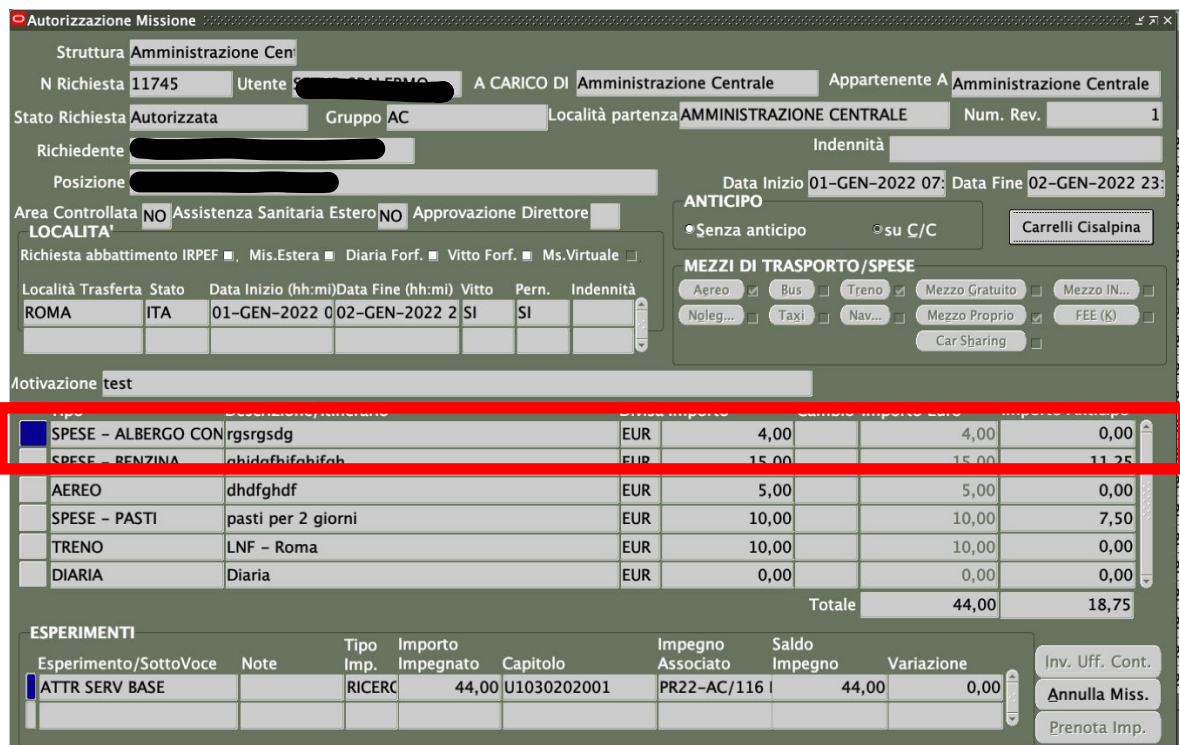 Autorizzazione Missione
Struttura Amministrazione Cen
N Richiesta 11745 Utente A CARICO DI Amministrazione Centrale Appartenente A Amministrazione Centrale
Stato Richiesta Autorizzata Gruppo AC Località partenza AMMINISTRAZIONE CENTRALE Num. Rev. 1
Richiedente Indennità
Posizione Data Inizio 01-GEN-2022 07: Data Fine 02-GEN-2022 23:
Area Controllata NO Assistenza Sanitaria Estero NO Approvazione Direttore
ANTICIPO
Senza anticipo su C/C Carrelli Cisalpina
LOCALITA'
Richiesta abbattimento IRPEF Mis.Estera Diaria Forf. Vitto Forf. Ms.Virtuale
Località Trasferta Stato Data Inizio (hh:mi) Data Fine (hh:mi) Vitto Pern. Indennità
ROMA ITA 01-GEN-2022 0 02-GEN-2022 2 SI SI
MEZZI DI TRASPORTO/SPESE
Aereo Bus Treno Mezzo Gratuito Mezzo IN...
Noleg... Taxi Nav... Mezzo Proprio FEE (K)
Car Sharing
Motivazione test
SPESE - ALBERGO CON rgsrgsdg EUR 4,00 4,00 0,00
SPESE - BENZINA EUR 15,00 15,00 11,25
AEREO dhdfghdf EUR 5,00 5,00 0,00
SPESE - PASTI pasti per 2 giorni EUR 10,00 10,00 7,50
TRENO LNF - Roma EUR 10,00 10,00 0,00
DIARIA Diaria EUR 0,00 0,00 0,00
Totale 44,00 18,75
ESPERIMENTI
Esperimento/SottoVoce Note Tipo Imp. Importo Impegnato Capitolo Impegno Associato Saldo Impegno Variazione
ATTR SERV BASE RICERC 44,00 U1030202001 PR22-AC/116 44,00 0,00
Inv. Uff. Cont.
Annulla Miss.
Prenota Imp.